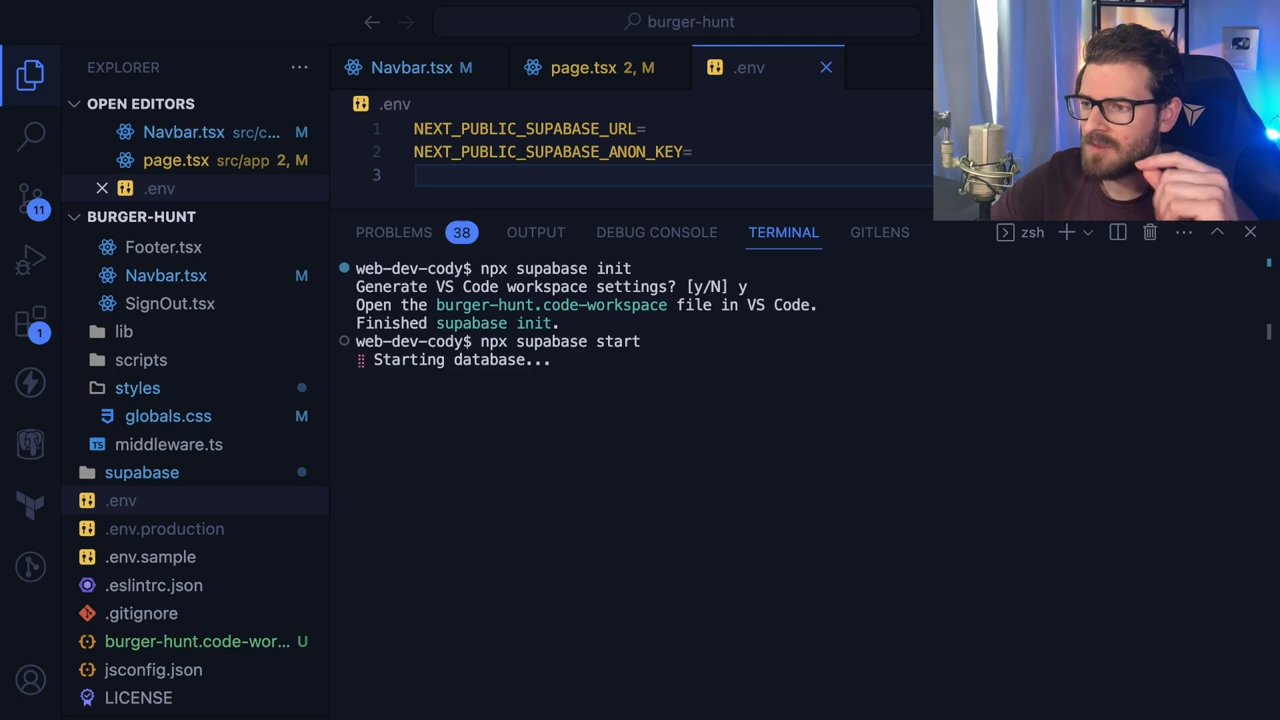 burger-hunt
EXPLORER
OPEN EDITORS
Navbar.tsx src/c... M
page.tsx src/app 2, M
.env
BURGER-HUNT
Footer.tsx
Navbar.tsx M
SignOut.tsx
lib
scripts
styles
globals.css M
TS middleware.ts
supabase
.env
.env.production
.env.sample
.eslintrc.json
.gitignore
burger-hunt.code-wor... U
jsconfig.json
LICENSE
11
1
Navbar.tsx M
page.tsx 2, M
.env
.env
1 NEXT_PUBLIC_SUPABASE_URL=
2 NEXT_PUBLIC_SUPABASE_ANON_KEY=
3
PROBLEMS 38 OUTPUT DEBUG CONSOLE TERMINAL GITLENS zsh
web-dev-cody$ npx supabase init
Generate VS Code workspace settings? [y/N] y
Open the burger-hunt.code-workspace file in VS Code.
Finished supabase init.
web-dev-cody$ npx supabase start
Starting database...